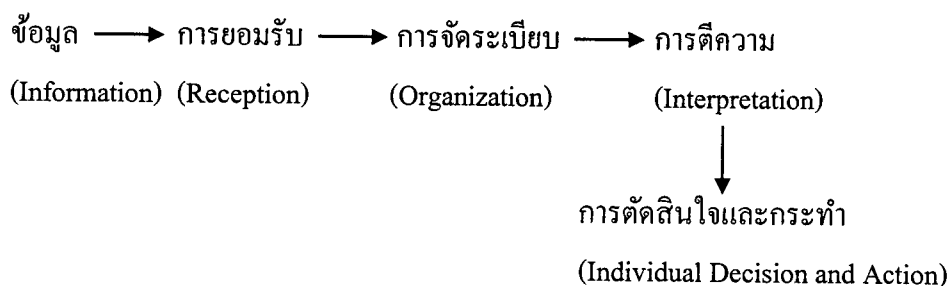 ข้อมูล การยอมรับ การจัดระเบียบ การตีความ
(Information) (Reception) (Organization) (Interpretation)
การตัดสินใจและกระทำ
(Individual Decision and Action)